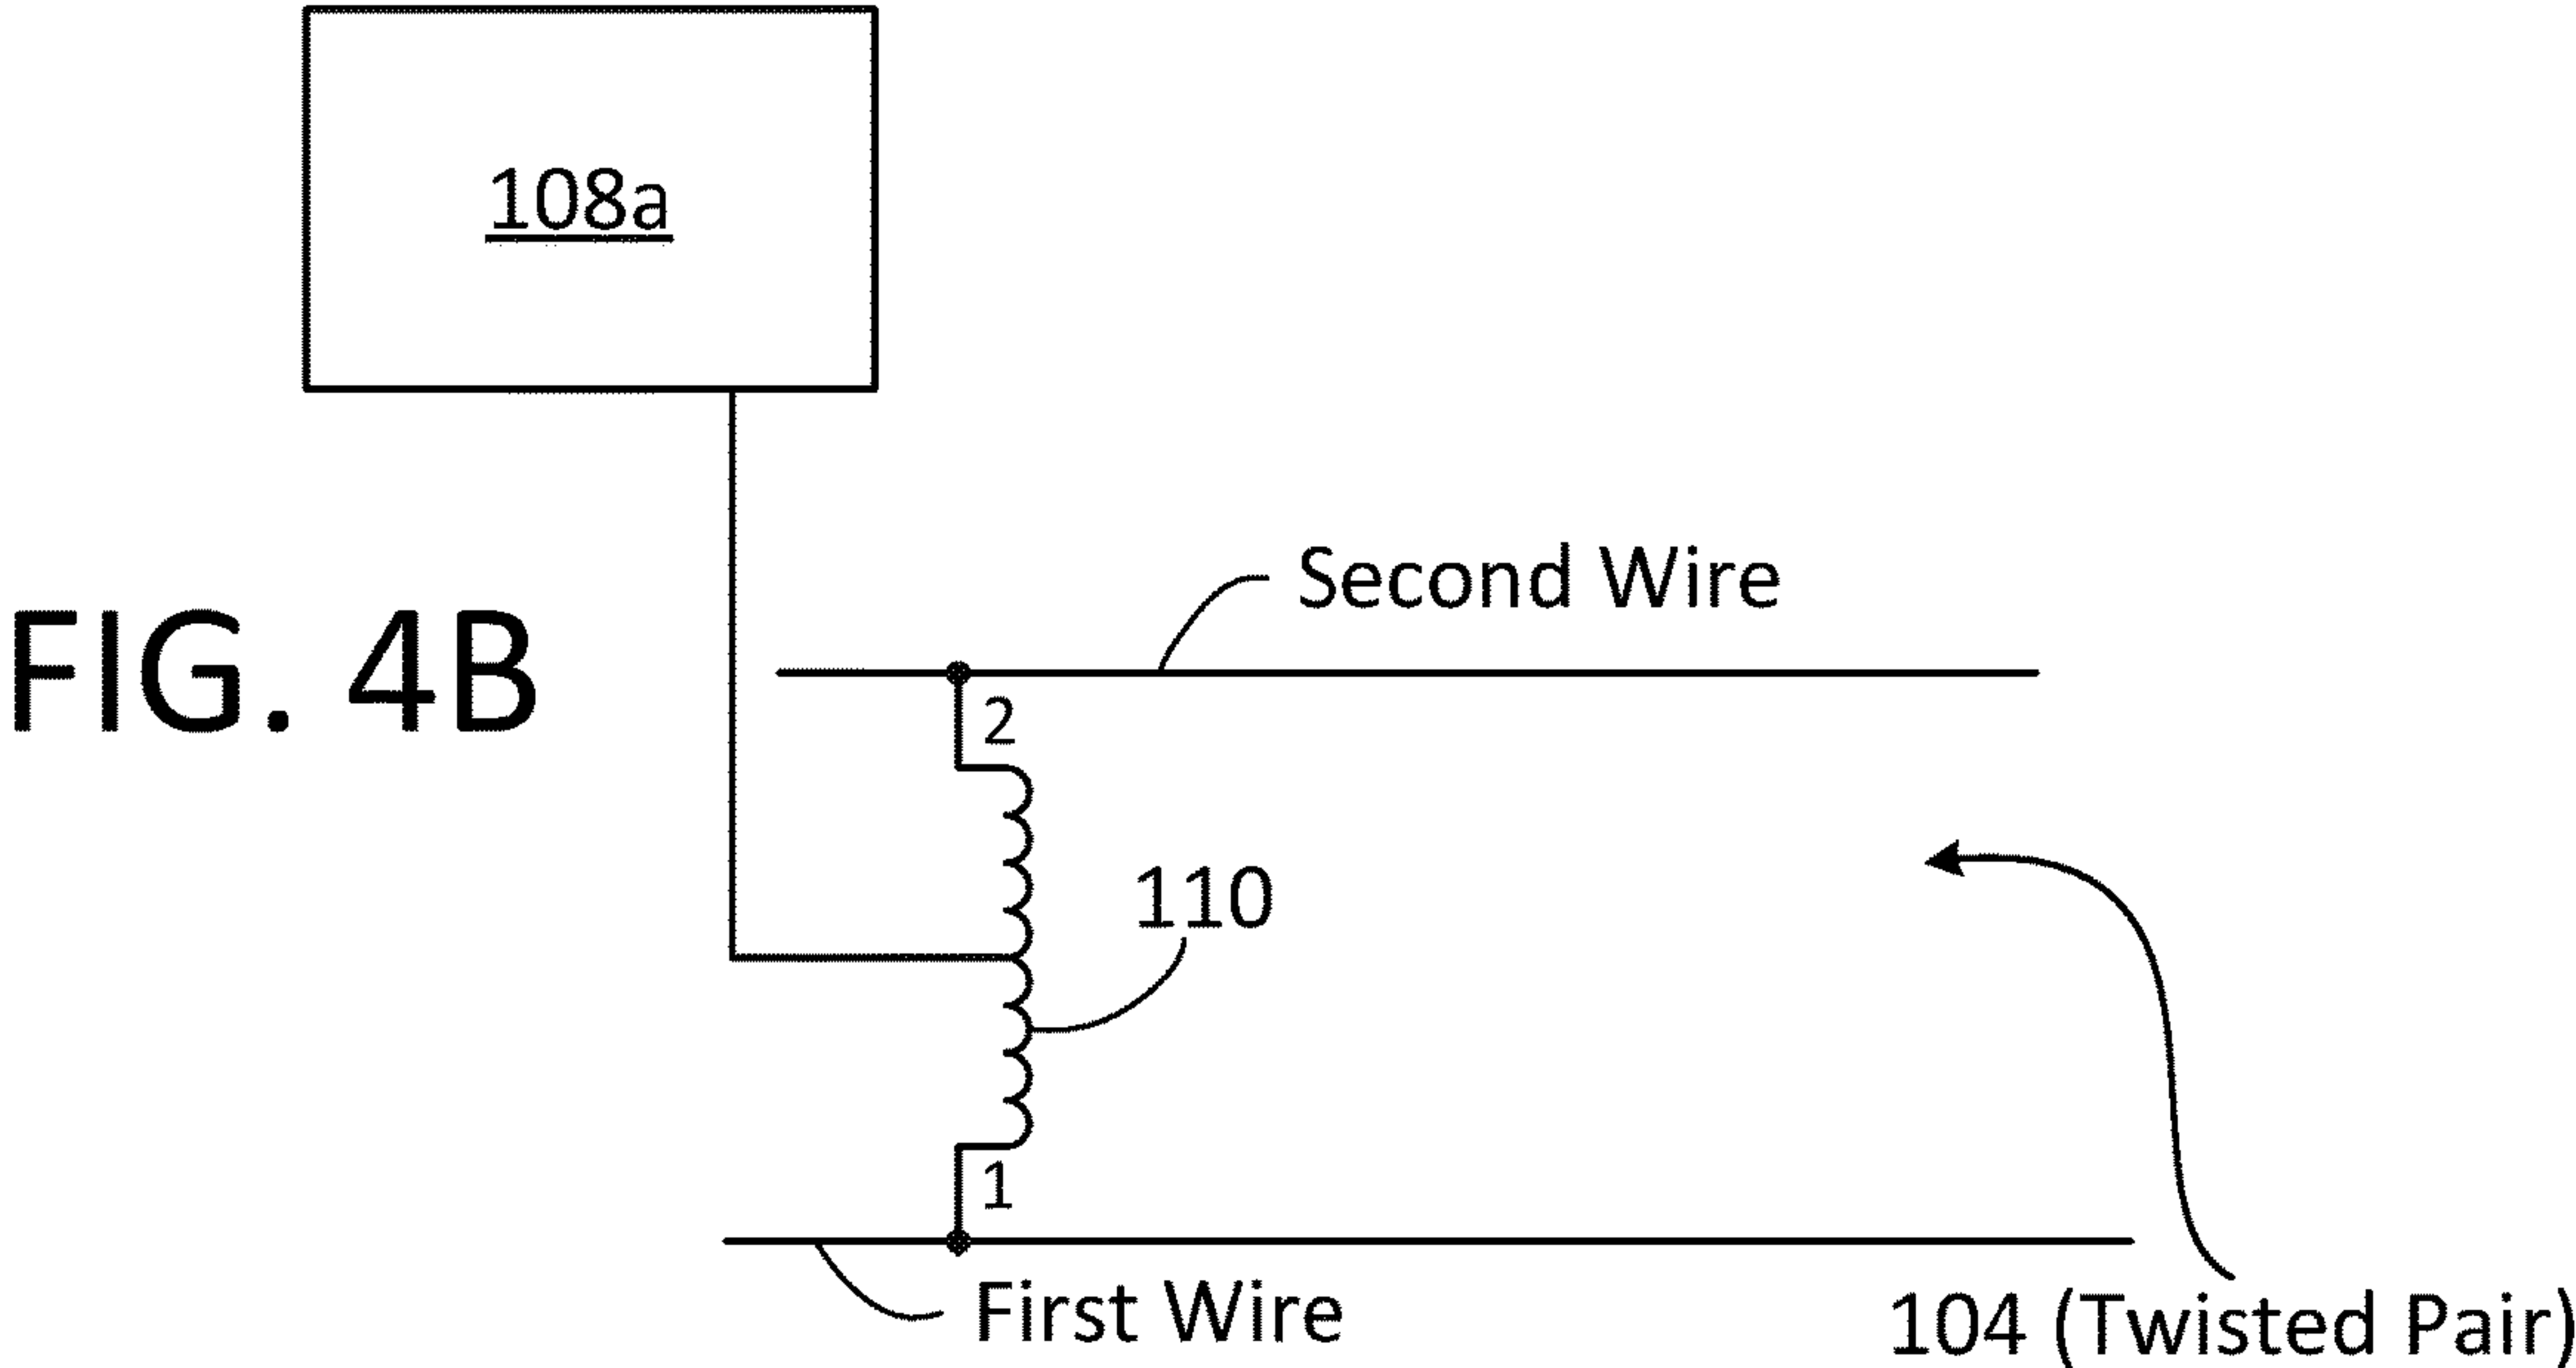 108a
Second Wire
FIG. 4B
2
110
1
First Wire
104 (Twisted Pair)